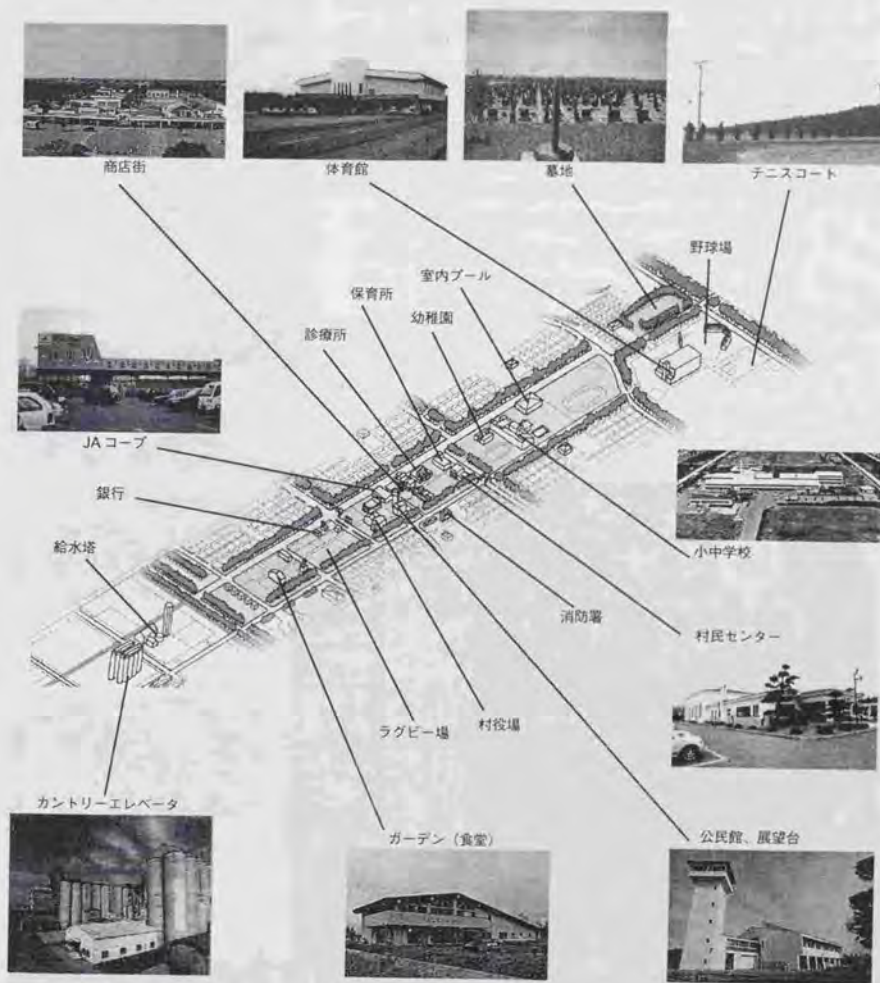 商店街
体育館
墓地
テニスコート
野球場
室内プール
保育所
幼稚園
診療所
JAコープ
銀行
給水塔
小中学校
消防署
村民センター
村役場
ラグビー場
カントリーエレベータ
ガーデン（食堂）
公民館、展望台